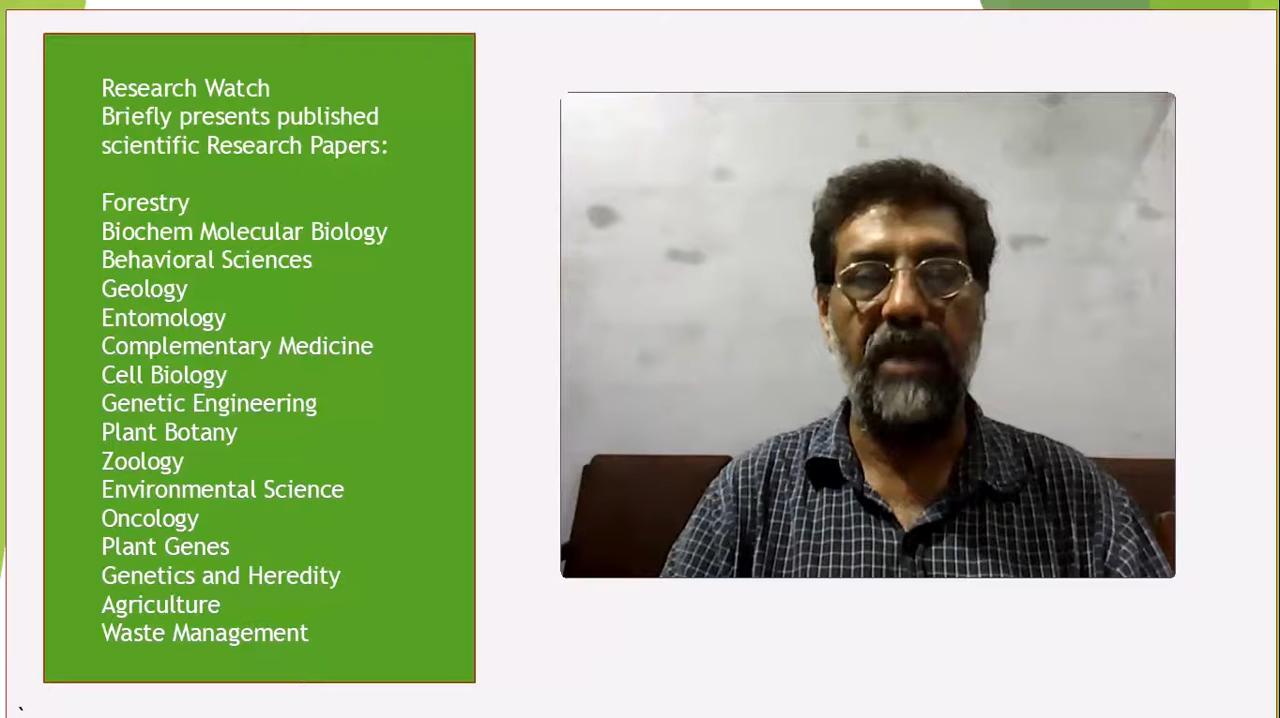 Research Watch
Briefly presents published
scientific Research Papers:
Forestry
Biochem Molecular Biology
Behavioral Sciences
Geology
Entomology
Complementary Medicine
Cell Biology
Genetic Engineering
Plant Botany
Zoology
Environmental Science
Oncology
Plant Genes
Genetics and Heredity
Agriculture
Waste Management
`